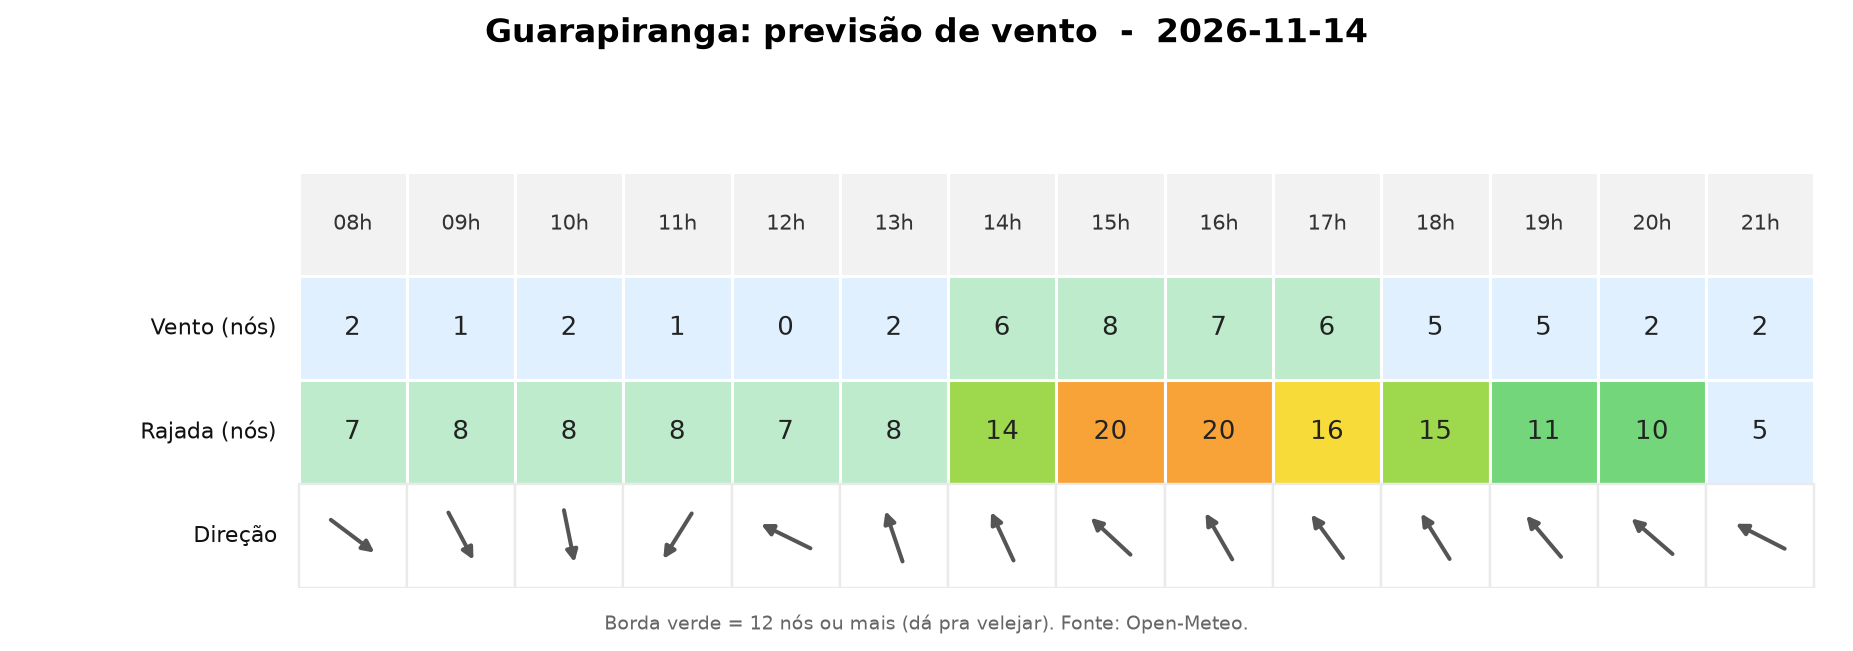 Guarapiranga: previsão de vento - 2026-11-14
08h 09h 10h 11h 12h 13h 14h 15h 16h 17h 18h 19h 20h 21h
Vento (nós) 2 1 2 1 0 2 6 8 7 6 5 5 2 2
Rajada (nós) 7 8 8 8 7 8 14 20 20 16 15 11 10 5
Direção
Borda verde = 12 nós ou mais (dá pra velejar). Fonte: Open-Meteo.